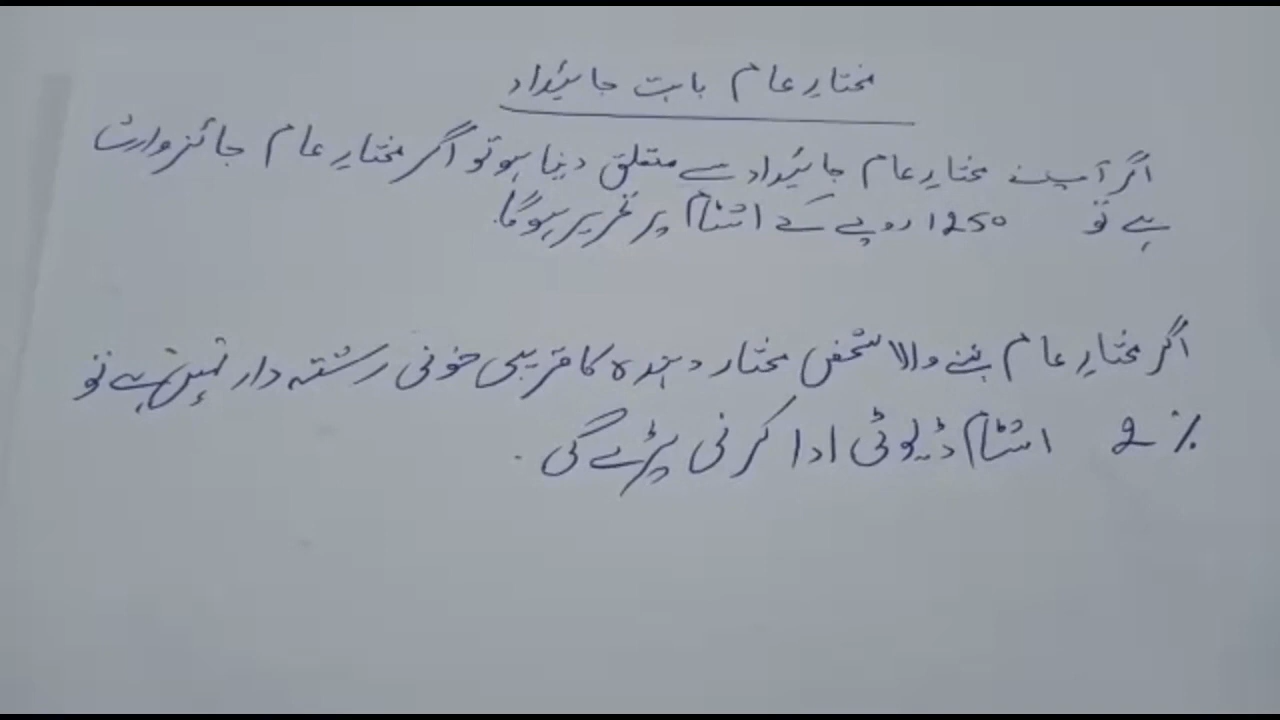 مختارِ عام بابت جائیداد
اگر آپ نے مختارِ عام جائیداد سے متعلق دینا ہو تو اگر مختارِ عام جائز وارث
ہے تو 1250 روپے کے اشٹام پر تحریر ہوگا۔
اگر مختارِ عام بننے والا شخص مختار دہندہ کا قریبی خونی رشتہ دار نہیں ہے تو
2% اشٹام ڈیوٹی ادا کرنی پڑے گی۔